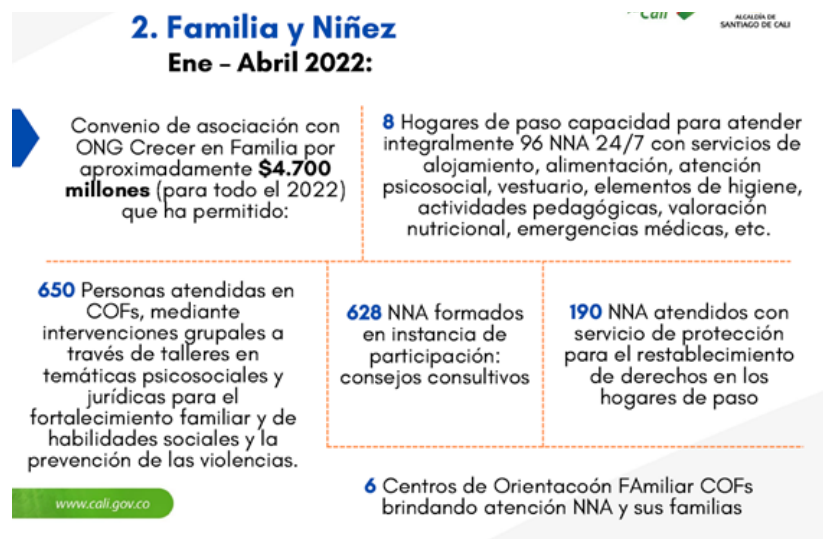 2. Familia y Niñez
Ene – Abril 2022:
Cali
ALCALDÍA DE
SANTIAGO DE CALI
Convenio de asociación con
ONG Crecer en Familia por
aproximadamente $4.700
millones (para todo el 2022)
que ha permitido:
8 Hogares de paso capacidad para atender
integralmente 96 NNA 24/7 con servicios de
alojamiento, alimentación, atención
psicosocial, vestuario, elementos de higiene,
actividades pedagógicas, valoración
nutricional, emergencias médicas, etc.
650 Personas atendidas en
COFs, mediante
intervenciones grupales a
través de talleres en
temáticas psicosociales y
jurídicas para el
fortalecimiento familiar y de
habilidades sociales y la
prevención de las violencias.
628 NNA formados
en instancia de
participación:
consejos consultivos
190 NNA atendidos con
servicio de protección
para el restablecimiento
de derechos en los
hogares de paso
6 Centros de Orientacoón FAmiliar COFs
brindando atención NNA y sus familias
www.cali.gov.co